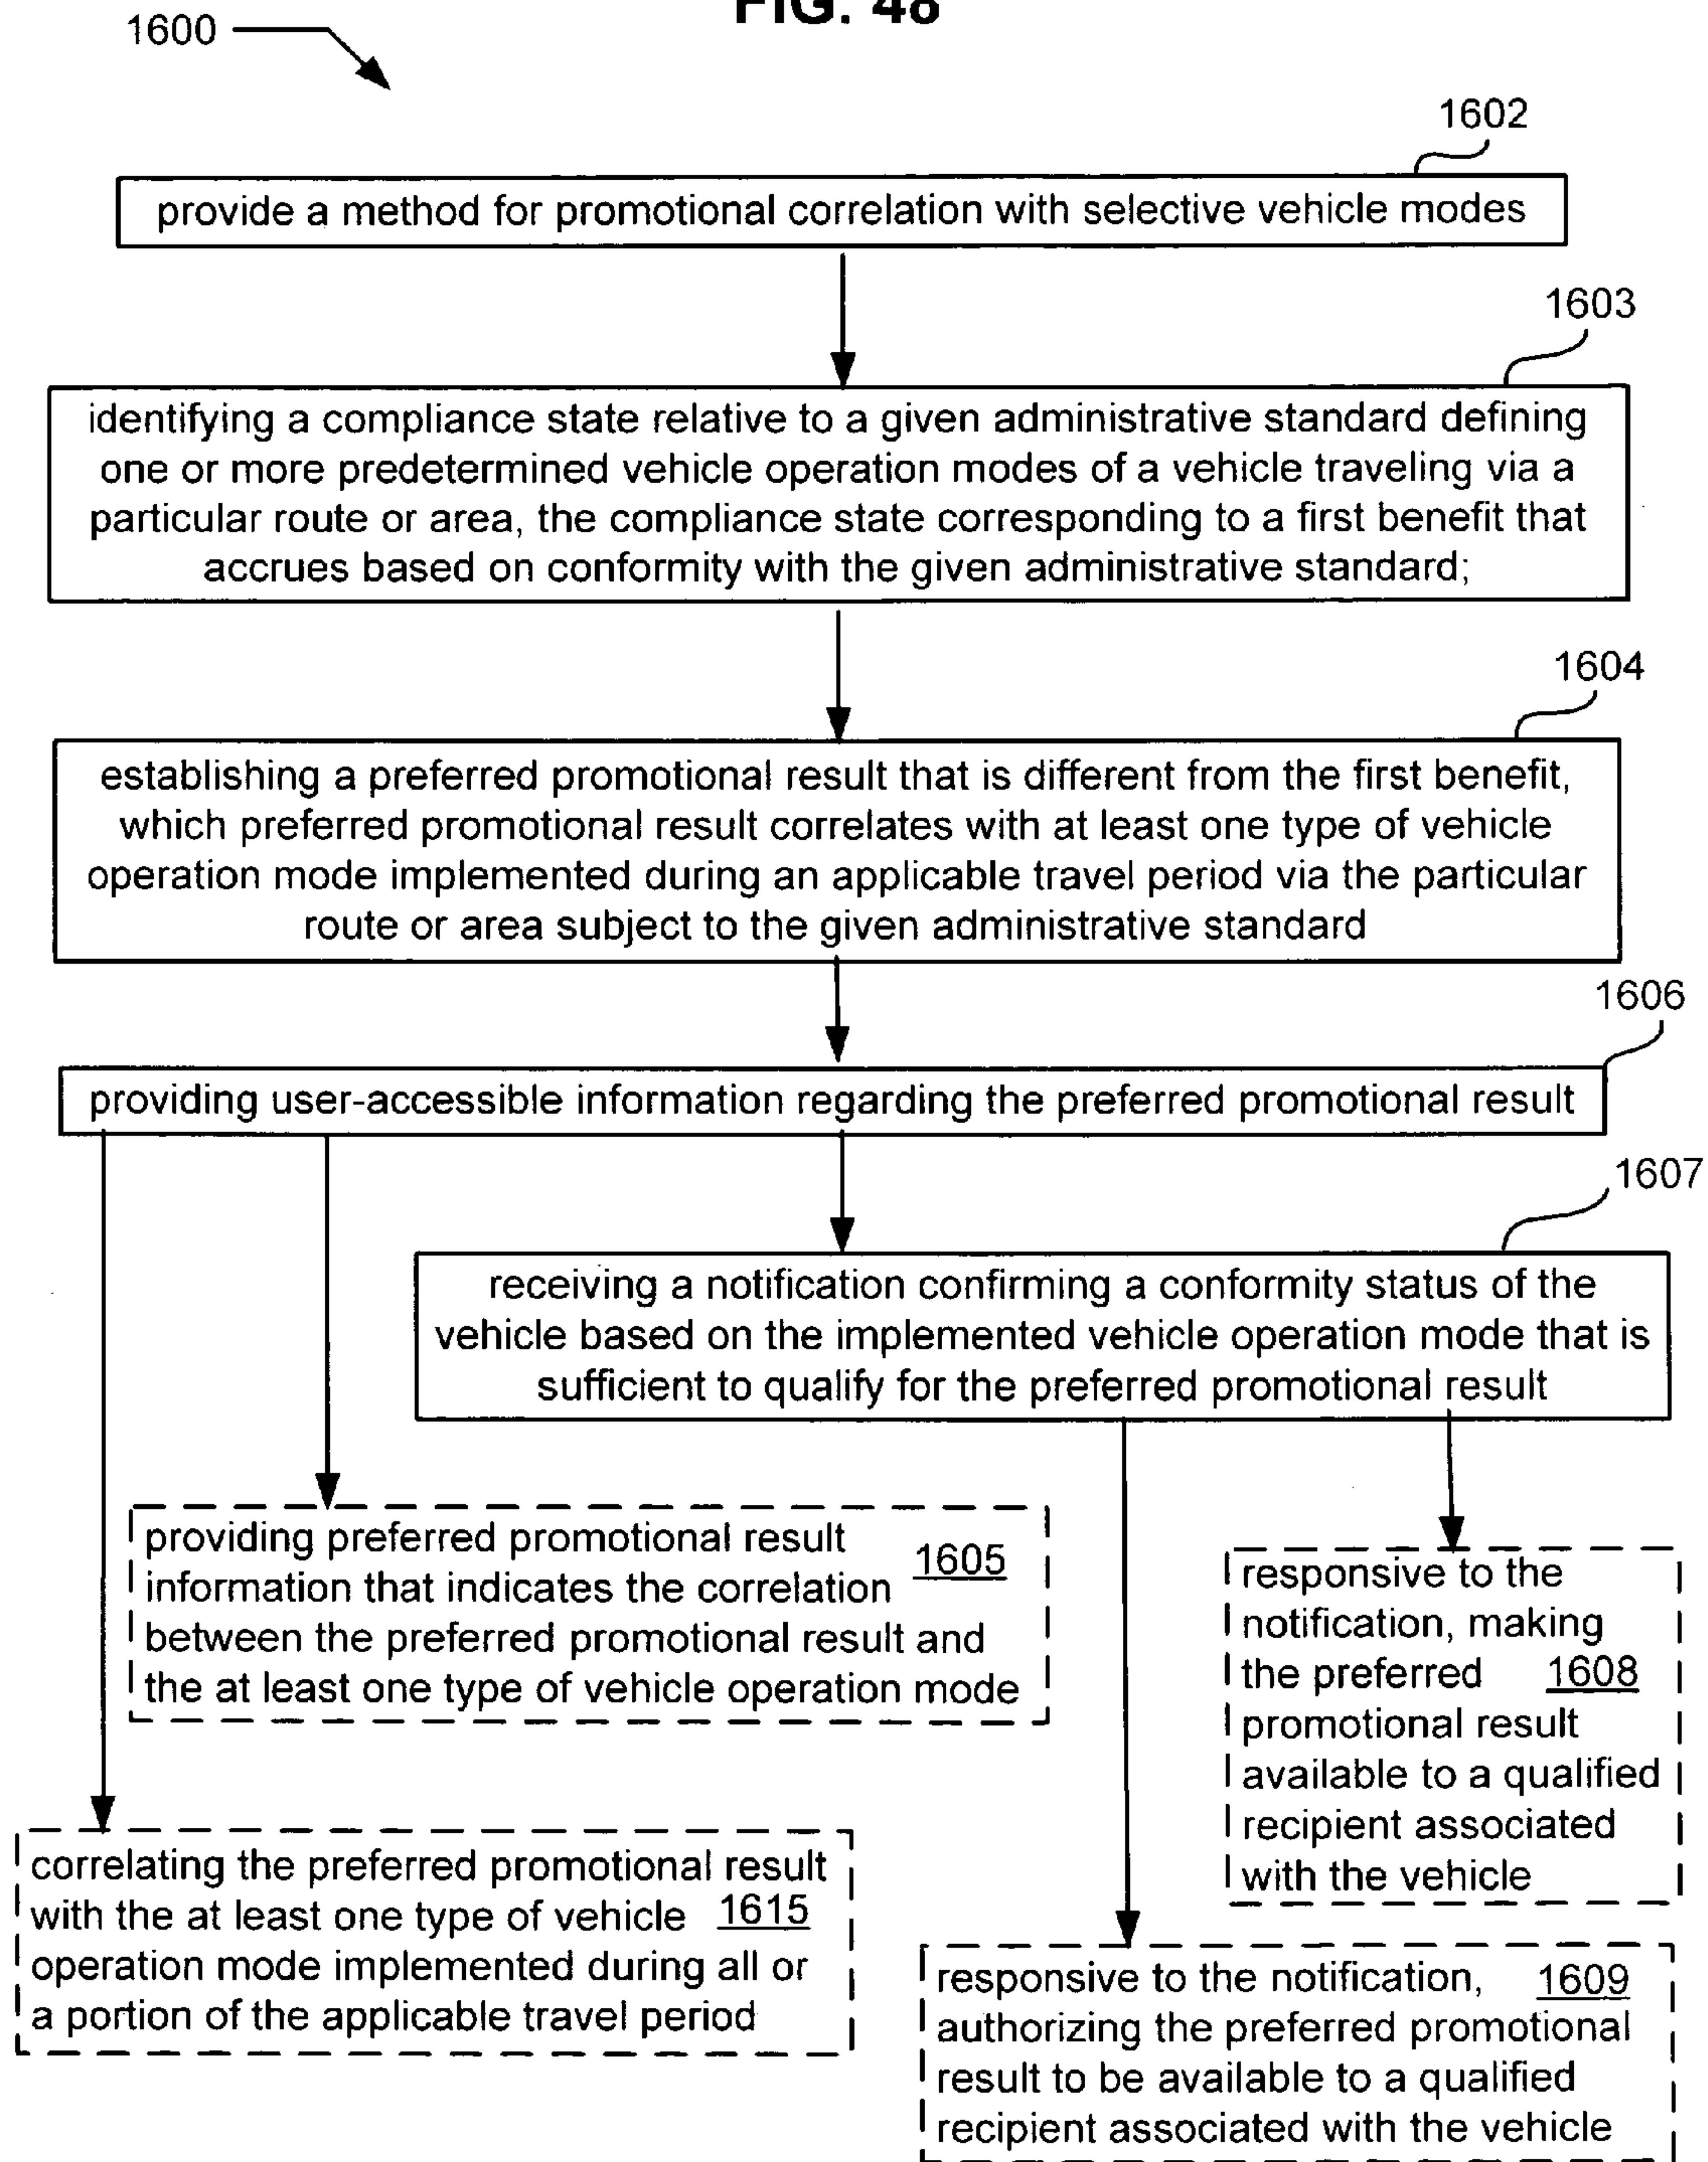 FIG. 48
1600
1602
provide a method for promotional correlation with selective vehicle modes
1603
identifying a compliance state relative to a given administrative standard defining
one or more predetermined vehicle operation modes of a vehicle traveling via a
particular route or area, the compliance state corresponding to a first benefit that
accrues based on conformity with the given administrative standard;
1604
establishing a preferred promotional result that is different from the first benefit,
which preferred promotional result correlates with at least one type of vehicle
operation mode implemented during an applicable travel period via the particular
route or area subject to the given administrative standard
1606
providing user-accessible information regarding the preferred promotional result
1607
receiving a notification confirming a conformity status of the
vehicle based on the implemented vehicle operation mode that is
sufficient to qualify for the preferred promotional result
providing preferred promotional result
1605
information that indicates the correlation
between the preferred promotional result and
the at least one type of vehicle operation mode
responsive to the
notification, making
the preferred 1608
promotional result
available to a qualified
recipient associated
with the vehicle
correlating the preferred promotional result
with the at least one type of vehicle 1615
operation mode implemented during all or
a portion of the applicable travel period
responsive to the notification, 1609
authorizing the preferred promotional
result to be available to a qualified
recipient associated with the vehicle